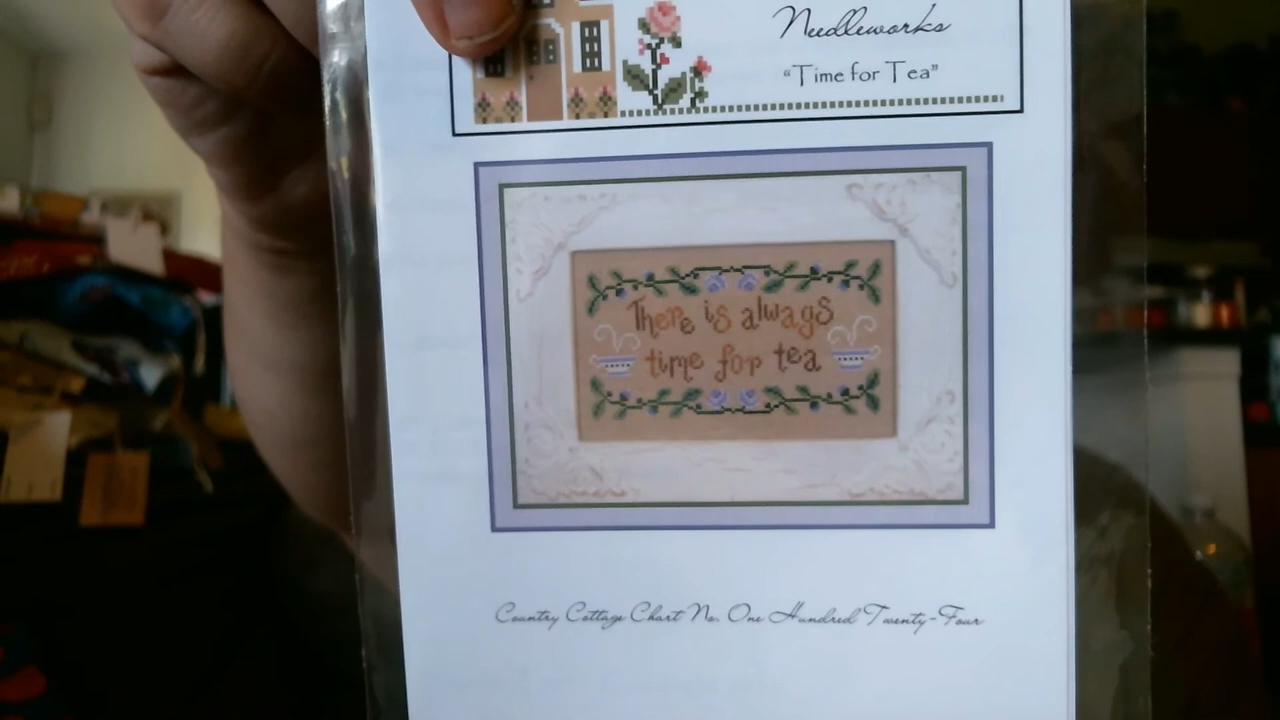 Needleworks
"Time for Tea"
There is always
time for tea
Country Cottage Chart No. One Hundred Twenty-Four